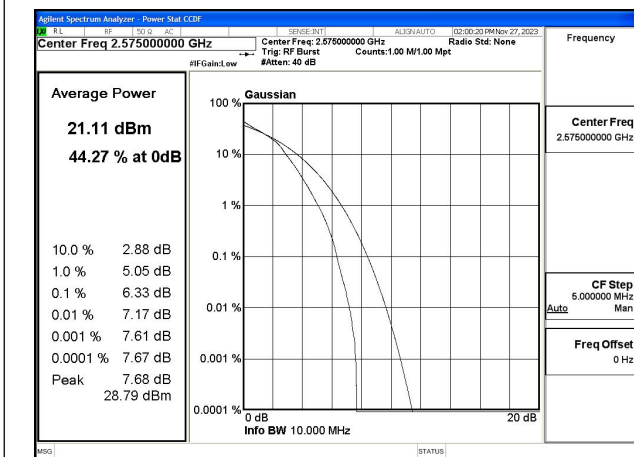 Agilent Spectrum Analyzer - Power Stat CCDF
LXI RL RF 50 Ω AC SENSE:INT ALIGN AUTO 02:00:20 PM Nov 27, 2023
Center Freq 2.575000000 GHz
Center Freq: 2.575000000 GHz Radio Std: None
Trig: RF Burst Counts:1.00 M/1.00 Mpt
#IFGain:Low #Atten: 40 dB
Frequency
Average Power
21.11 dBm
44.27 % at 0dB
10.0 % 2.88 dB
1.0 % 5.05 dB
0.1 % 6.33 dB
0.01 % 7.17 dB
0.001 % 7.61 dB
0.0001 % 7.67 dB
Peak 7.68 dB
28.79 dBm
Gaussian
100 %
10 %
1 %
0.1 %
0.01 %
0.001 %
0.0001 %
0 dB 20 dB
Info BW 10.000 MHz
Center Freq
2.575000000 GHz
CF Step
5.000000 MHz
Auto Man
Freq Offset
0 Hz
MSG STATUS